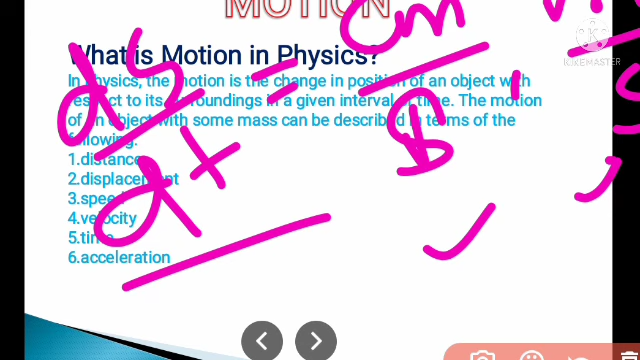 MOTION
What is Motion in Physics?
In Physics, the motion is the change in position of an object with
respect to its surroundings in a given interval of time. The motion
of an object with some mass can be described in terms of the
following:
1.distance
2.displacement
3.speed
4.velocity
5.time
6.acceleration
ds
dt
=
cm
KINEMASTER